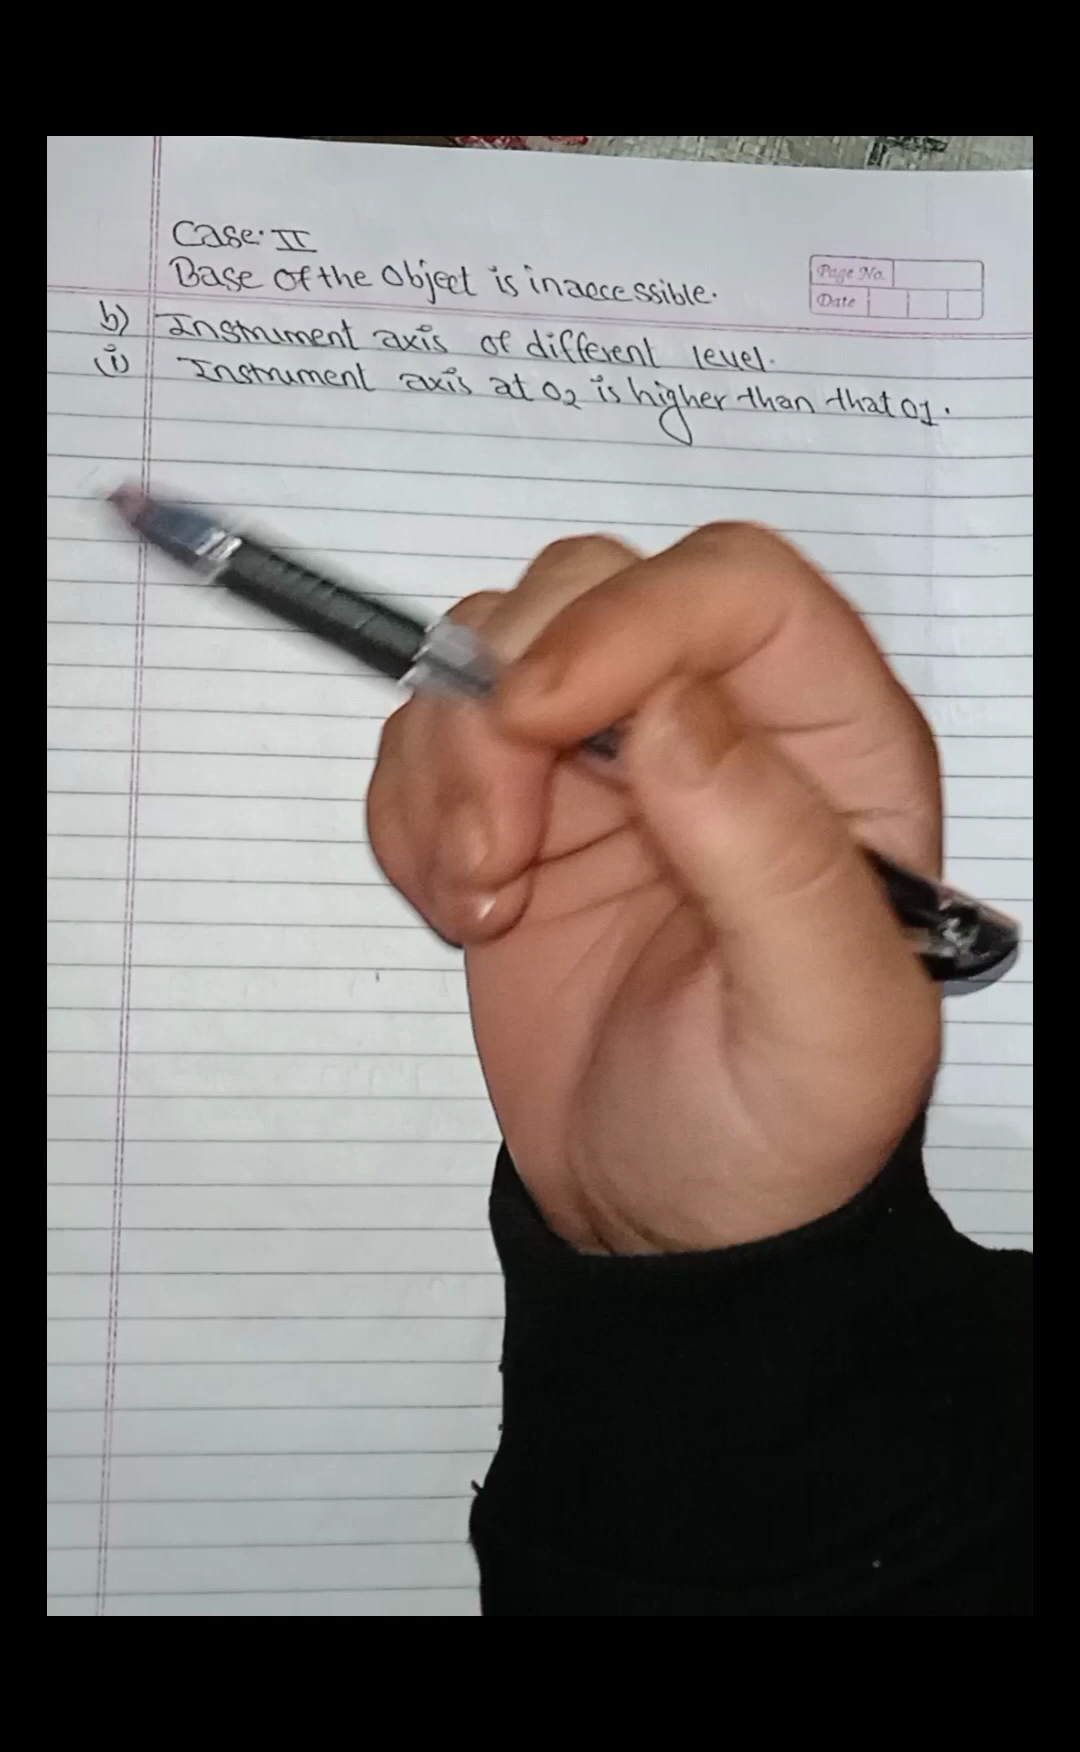 Case. II
Base of the Object is inaccessible.
Page No.
Date
b) Instrument axis of different level.
(i) Instrument axis at O2 is higher than that O1.